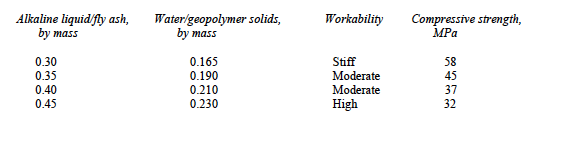 Alkaline liquid/fly ash, Water/geopolymer solids, Workability Compressive strength,
by mass by mass MPa
0.30 0.165 Stiff 58
0.35 0.190 Moderate 45
0.40 0.210 Moderate 37
0.45 0.230 High 32